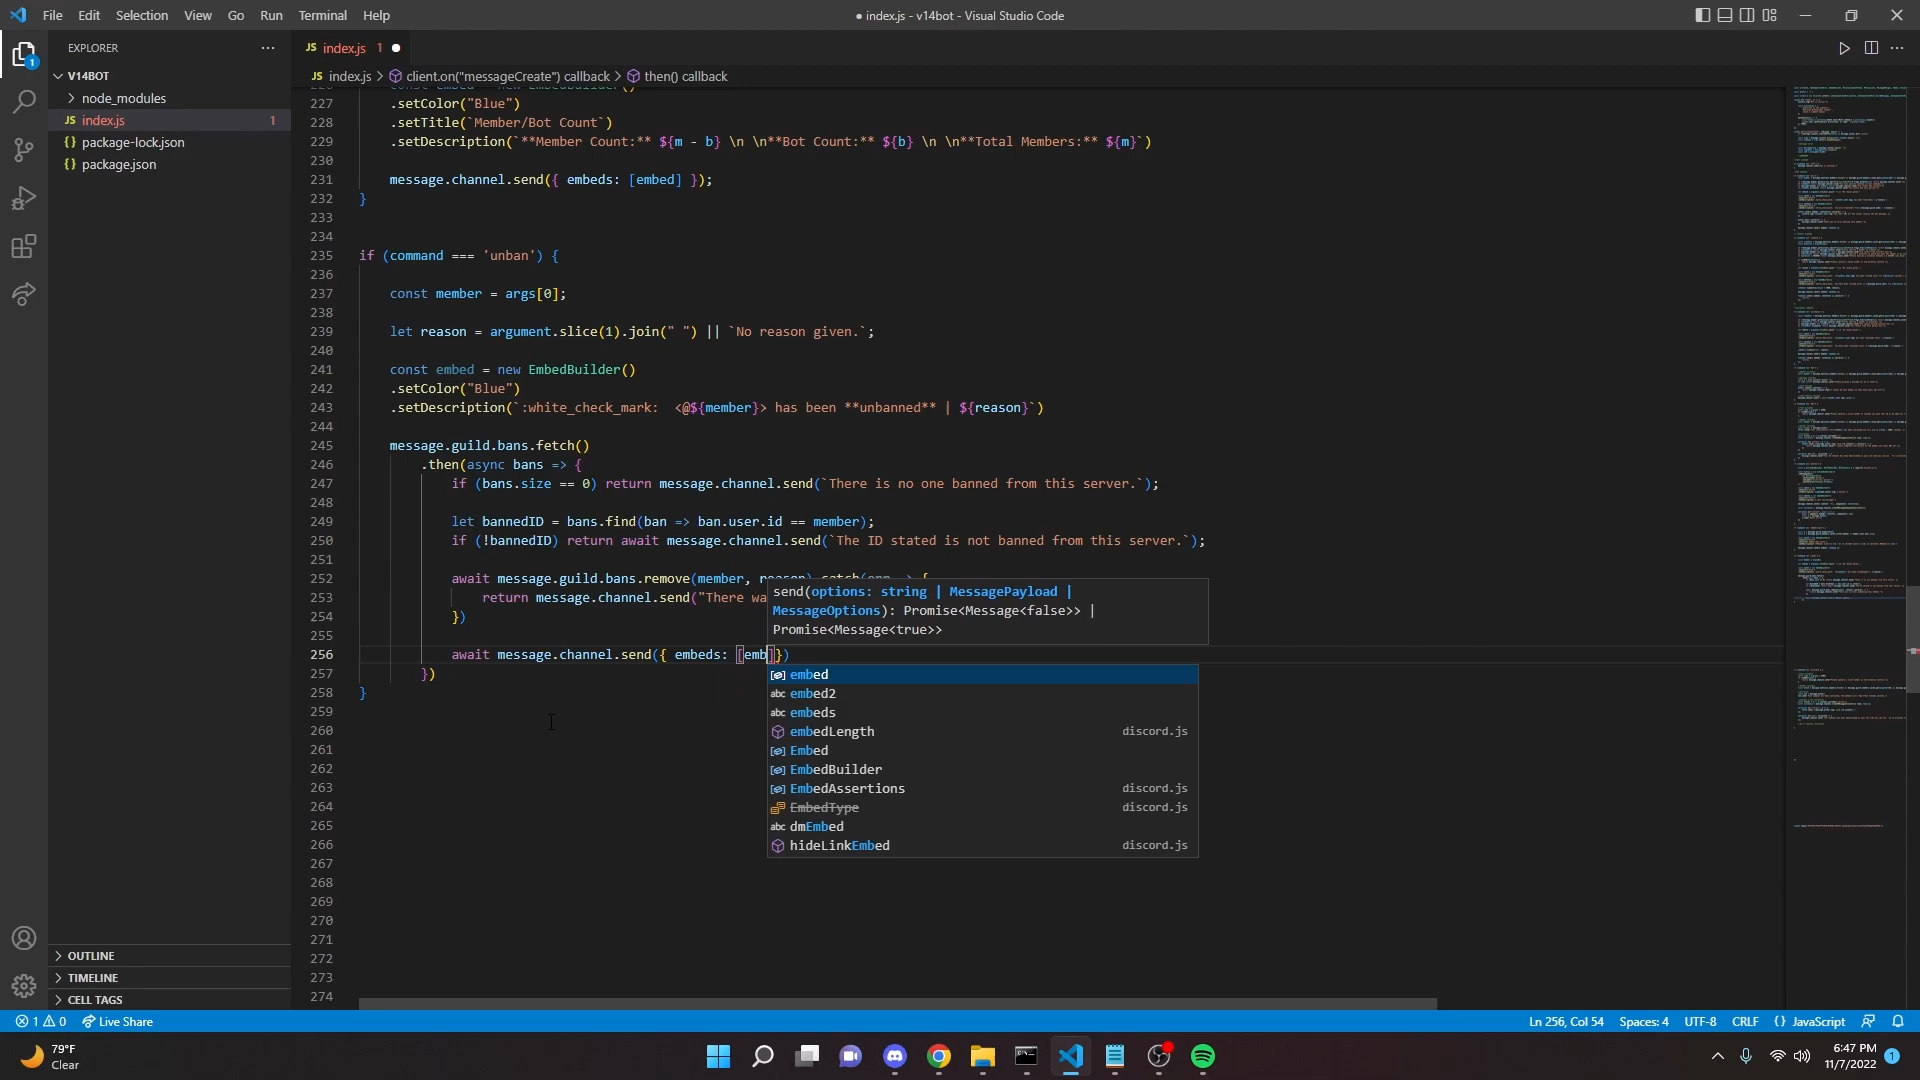 File Edit Selection View Go Run Terminal Help
● index.js - v14bot - Visual Studio Code
EXPLORER
V14BOT
node_modules
JS index.js 1
{} package-lock.json
{} package.json
OUTLINE
TIMELINE
CELL TAGS
1
JS index.js 1
JS index.js > client.on("messageCreate") callback > then() callback
227 .setColor("Blue")
228 .setTitle(`Member/Bot Count`)
229 .setDescription(`**Member Count:** ${m - b} \n \n**Bot Count:** ${b} \n \n**Total Members:** ${m}`)
230
231 message.channel.send({ embeds: [embed] });
232 }
233
234
235 if (command === 'unban') {
236
237 const member = args[0];
238
239 let reason = argument.slice(1).join(" ") || `No reason given.`;
240
241 const embed = new EmbedBuilder()
242 .setColor("Blue")
243 .setDescription(`:white_check_mark:  <@${member}> has been **unbanned** | ${reason}`)
244
245 message.guild.bans.fetch()
246 .then(async bans => {
247 if (bans.size == 0) return message.channel.send(`There is no one banned from this server.`);
248
249 let bannedID = bans.find(ban => ban.user.id == member);
250 if (!bannedID) return await message.channel.send(`The ID stated is not banned from this server.`);
251
252 await message.guild.bans.remove(member,
253 return message.channel.send("There wa
254 })
255
256 await message.channel.send({ embeds: [emb]})
257 })
258 }
259
260
261
262
263
264
265
266
267
268
269
270
271
272
273
274
send(options: string | MessagePayload |
MessageOptions): Promise<Message<false>> |
Promise<Message<true>>
embed
abc embed2
abc embeds
embedLength discord.js
Embed
EmbedBuilder
EmbedAssertions discord.js
EmbedType discord.js
abc dmEmbed
hideLinkEmbed discord.js
1 0 Live Share
Ln 256, Col 54 Spaces: 4 UTF-8 CRLF {} JavaScript
79°F
Clear
6:47 PM
11/7/2022
1